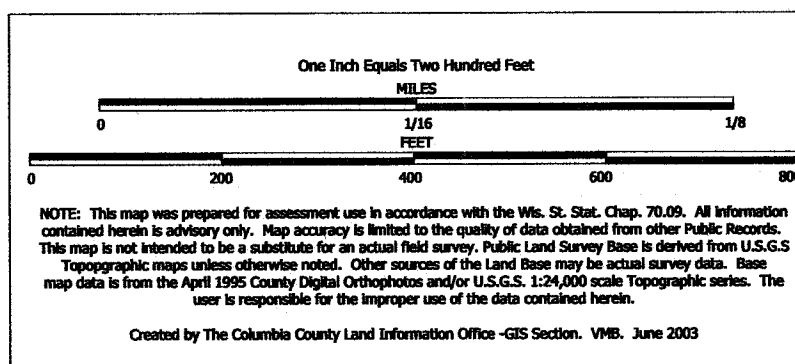 One Inch Equals Two Hundred Feet
MILES
0 1/16 1/8
FEET
0 200 400 600 800
NOTE: This map was prepared for assessment use in accordance with the Wis. St. Stat. Chap. 70.09. All information
contained herein is advisory only. Map accuracy is limited to the quality of data obtained from other Public Records.
This map is not intended to be a substitute for an actual field survey. Public Land Survey Base is derived from U.S.G.S
Topopgraphic maps unless otherwise noted. Other sources of the Land Base may be actual survey data. Base
map data is from the April 1995 County Digital Orthophotos and/or U.S.G.S. 1:24,000 scale Topographic series. The
user is responsible for the improper use of the data contained herein.
Created by The Columbia County Land Information Office -GIS Section. VMB. June 2003